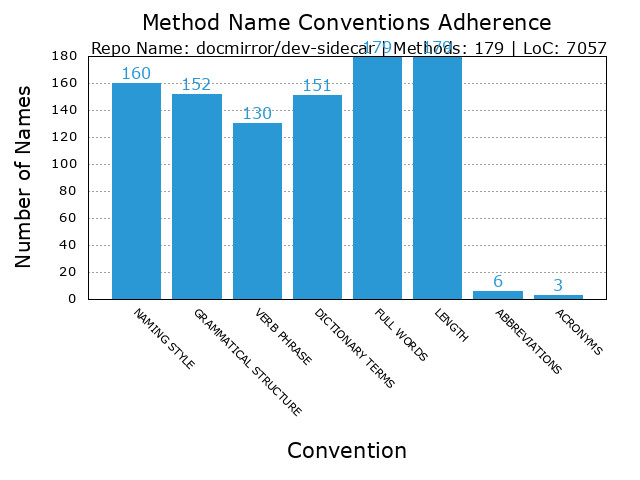 Method Name Conventions Adherence
Repo Name: docmirror/dev-sidecar | Methods: 179 | LoC: 7057
Number of Names
180
160
140
120
100
80
60
40
20
0
160
152
130
151
179
179
6
3
NAMING STYLE
GRAMMATICAL STRUCTURE
VERB PHRASE
DICTIONARY TERMS
FULL WORDS
LENGTH
ABBREVIATIONS
ACRONYMS
Convention